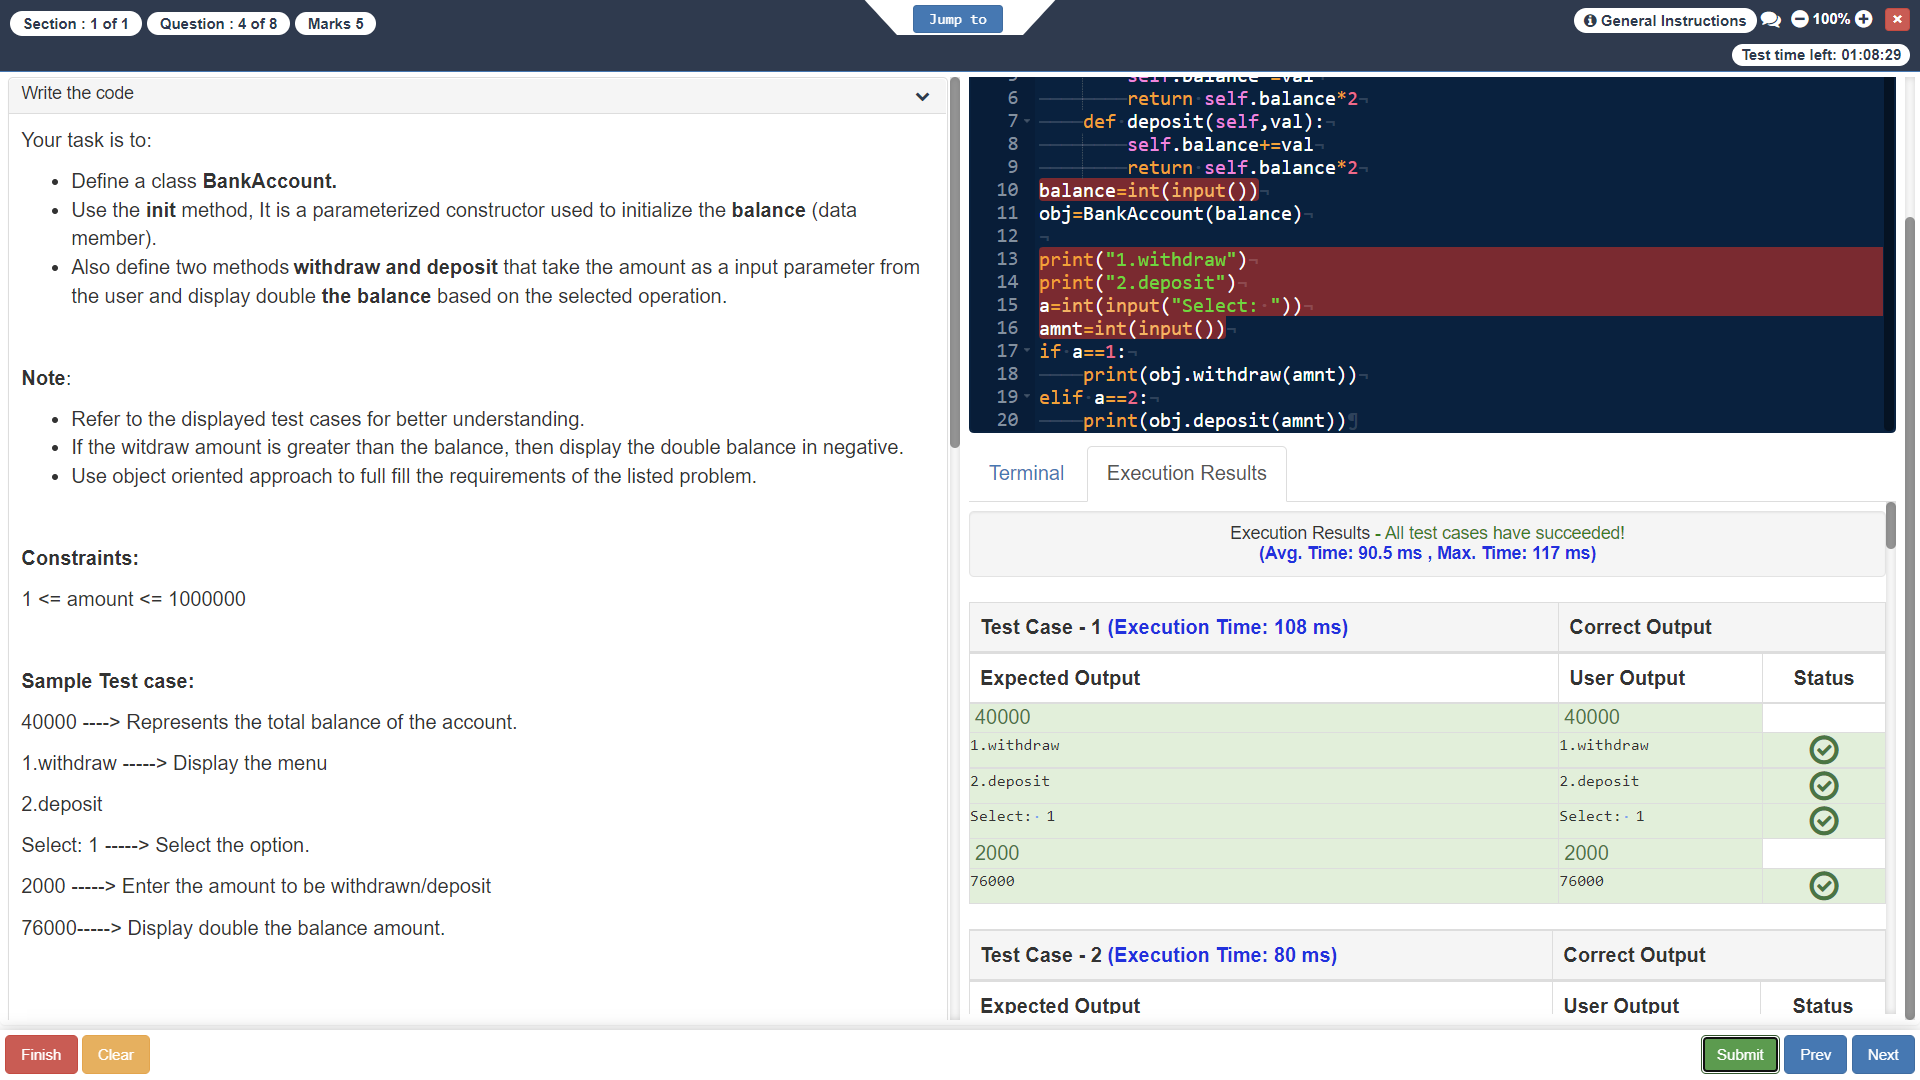 Section : 1 of 1
Question : 4 of 8
Marks 5
Jump to
General Instructions
100%
Test time left: 01:08:29
Write the code
Your task is to:
Define a class BankAccount.
Use the init method, It is a parameterized constructor used to initialize the balance (data
member).
Also define two methods withdraw and deposit that take the amount as a input parameter from
the user and display double the balance based on the selected operation.
Note:
Refer to the displayed test cases for better understanding.
If the witdraw amount is greater than the balance, then display the double balance in negative.
Use object oriented approach to full fill the requirements of the listed problem.
Constraints:
1 <= amount <= 1000000
Sample Test case:
40000 ----> Represents the total balance of the account.
1.withdraw -----> Display the menu
2.deposit
Select: 1 -----> Select the option.
2000 -----> Enter the amount to be withdrawn/deposit
76000-----> Display double the balance amount.
6 return self.balance*2
7 def deposit(self,val):
8 self.balance+=val
9 return self.balance*2
10 balance=int(input())
11 obj=BankAccount(balance)
12
13 print("1.withdraw")
14 print("2.deposit")
15 a=int(input("Select: "))
16 amnt=int(input())
17 if a==1:
18 print(obj.withdraw(amnt))
19 elif a==2:
20 print(obj.deposit(amnt))
Terminal
Execution Results
Execution Results - All test cases have succeeded!
(Avg. Time: 90.5 ms , Max. Time: 117 ms)
Test Case - 1 (Execution Time: 108 ms) Correct Output
Expected Output User Output Status
40000 40000
1.withdraw 1.withdraw
2.deposit 2.deposit
Select: 1 Select: 1
2000 2000
76000 76000
Test Case - 2 (Execution Time: 80 ms) Correct Output
Expected Output User Output Status
Finish
Clear
Submit
Prev
Next